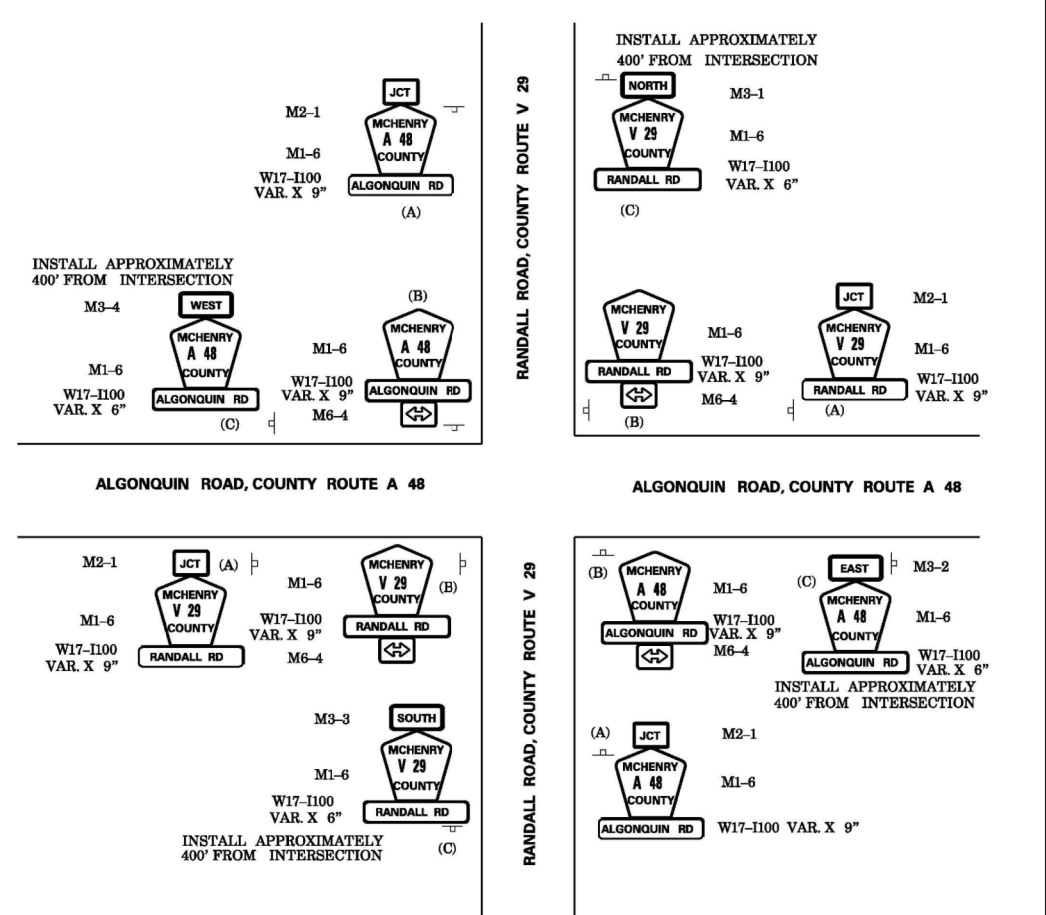 JCT
M2-1
MCHENRY
A 48
COUNTY
M1-6
W17-I100
VAR. X 9"
ALGONQUIN RD
(A)
INSTALL APPROXIMATELY
400' FROM INTERSECTION
M3-4
WEST
MCHENRY
A 48
COUNTY
M1-6
W17-I100
VAR. X 6"
ALGONQUIN RD
(C)
(B)
MCHENRY
A 48
COUNTY
M1-6
W17-I100
VAR. X 9"
ALGONQUIN RD
M6-4
RANDALL ROAD, COUNTY ROUTE V 29
INSTALL APPROXIMATELY
400' FROM INTERSECTION
NORTH
M3-1
MCHENRY
V 29
COUNTY
M1-6
W17-I100
VAR. X 6"
RANDALL RD
(C)
MCHENRY
V 29
COUNTY
M1-6
W17-I100
VAR. X 9"
RANDALL RD
M6-4
(B)
JCT
M2-1
MCHENRY
V 29
COUNTY
M1-6
W17-I100
VAR. X 9"
RANDALL RD
(A)
ALGONQUIN ROAD, COUNTY ROUTE A 48
ALGONQUIN ROAD, COUNTY ROUTE A 48
M2-1
JCT
(A)
MCHENRY
V 29
COUNTY
M1-6
W17-I100
VAR. X 9"
RANDALL RD
MCHENRY
V 29
COUNTY
(B)
M1-6
W17-I100
VAR. X 9"
RANDALL RD
M6-4
M3-3
SOUTH
MCHENRY
V 29
COUNTY
M1-6
W17-I100
VAR. X 6"
RANDALL RD
INSTALL APPROXIMATELY
400' FROM INTERSECTION
(C)
RANDALL ROAD, COUNTY ROUTE V 29
(B)
MCHENRY
A 48
COUNTY
M1-6
W17-I100
VAR. X 9"
ALGONQUIN RD
M6-4
(C)
EAST
M3-2
MCHENRY
A 48
COUNTY
M1-6
W17-I100
VAR. X 6"
ALGONQUIN RD
INSTALL APPROXIMATELY
400' FROM INTERSECTION
(A)
JCT
M2-1
MCHENRY
A 48
COUNTY
M1-6
ALGONQUIN RD
W17-I100 VAR. X 9"